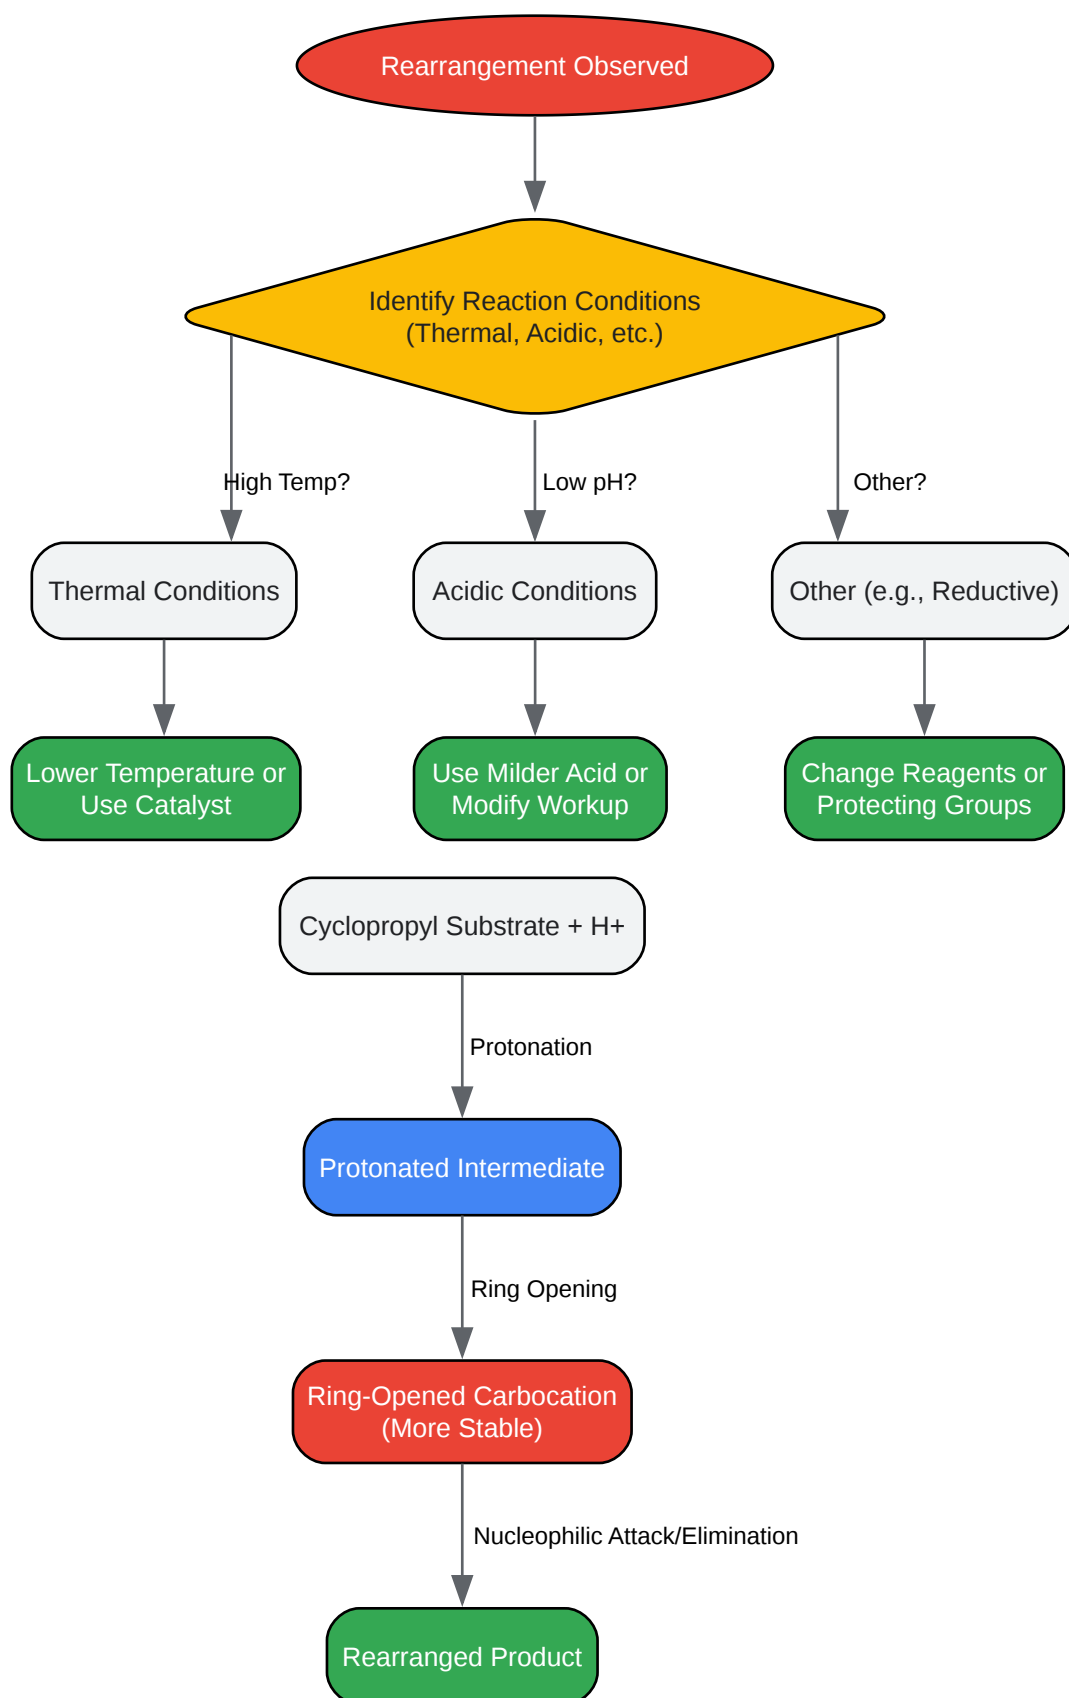 Rearrangement Observed
Identify Reaction Conditions
(Thermal, Acidic, etc.)
High Temp?
Low pH?
Other?
Thermal Conditions
Acidic Conditions
Other (e.g., Reductive)
Lower Temperature or
Use Catalyst
Use Milder Acid or
Modify Workup
Change Reagents or
Protecting Groups
Cyclopropyl Substrate + H+
Protonation
Protonated Intermediate
Ring Opening
Ring-Opened Carbocation
(More Stable)
Nucleophilic Attack/Elimination
Rearranged Product